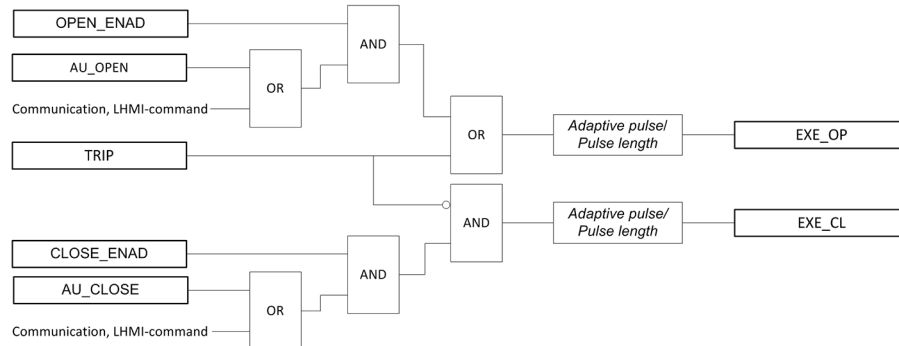 OPEN_ENAD
AND
AU_OPEN
OR
Communication, LHMI-command
OR
Adaptive pulse/
Pulse length
EXE_OP
TRIP
AND
Adaptive pulse/
Pulse length
EXE_CL
CLOSE_ENAD
AND
AU_CLOSE
OR
Communication, LHMI-command